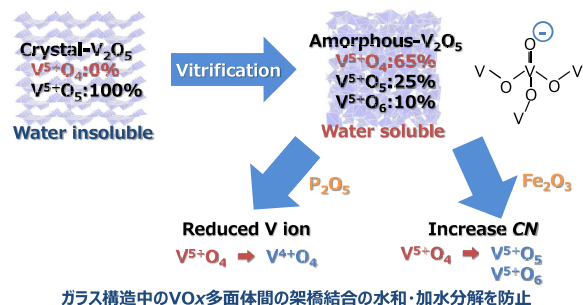 Crystal-V₂O₅
V⁵⁺O₄:0%
V⁵⁺O₅:100%
Water insoluble
Vitrification
Amorphous-V₂O₅
V⁵⁺O₄:65%
V⁵⁺O₅:25%
V⁵⁺O₆:10%
Water soluble
O ⊖
V V V
O O O
V
P₂O₅
Fe₂O₃
Reduced V ion
V⁵⁺O₄ ➡ V⁴⁺O₄
Increase CN
V⁵⁺O₄ ➡ V⁵⁺O₅
V⁵⁺O₆
ガラス構造中のVOx多面体間の架橋結合の水和・加水分解を防止